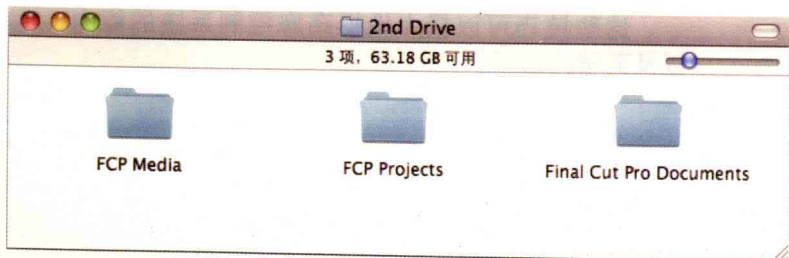 2nd Drive
3 项，63.18 GB 可用
FCP Media
FCP Projects
Final Cut Pro Documents